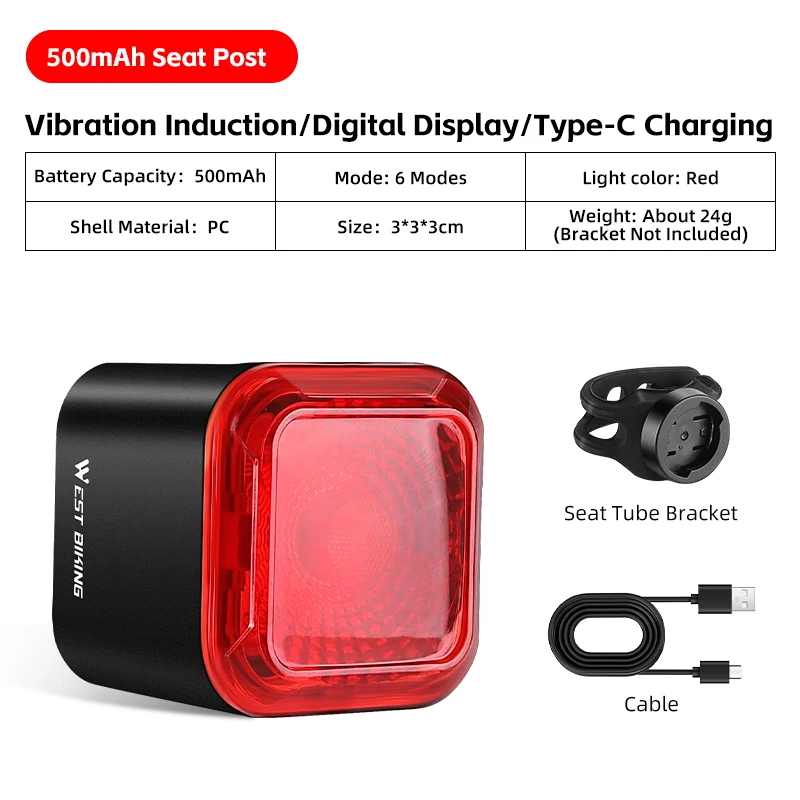 500mAh Seat Post
Vibration Induction/Digital Display/Type-C Charging
Battery Capacity: 500mAh
Mode: 6 Modes
Light color: Red
Shell Material: PC
Size: 3*3*3cm
Weight: About 24g
(Bracket Not Included)
WEST BIKING
Seat Tube Bracket
Cable